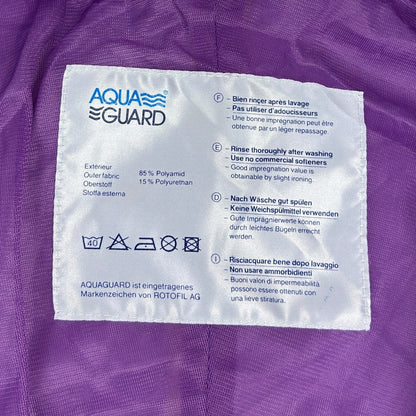 AQUA ®
GUARD
Extérieur
Outer fabric 85% Polyamid
Oberstoff 15% Polyurethan
Stoffa esterna
40
AQUAGUARD ist eingetragenes
Markenzeichen von ROTOFIL AG
F – Bien rinçer après lavage
– Pas utiliser d'adoucisseurs
– Une bonne impregnation peut être
obtenue par un léger repassage.
E – Rinse thoroughly after washing
– Use no commercial softeners
– Good impregnation value is
obtainable by slight ironing.
D – Nach Wäsche gut spülen
– Keine Weichspülmittel verwenden
– Gute Imprägnierwerte können
durch leichtes Bügeln erreicht
werden.
I – Risciacquare bene dopo lavaggio
– Non usare ammorbidienti
– Buoni valori di impermeabilità
possono essere ottenuti con
una lieve stiratura.